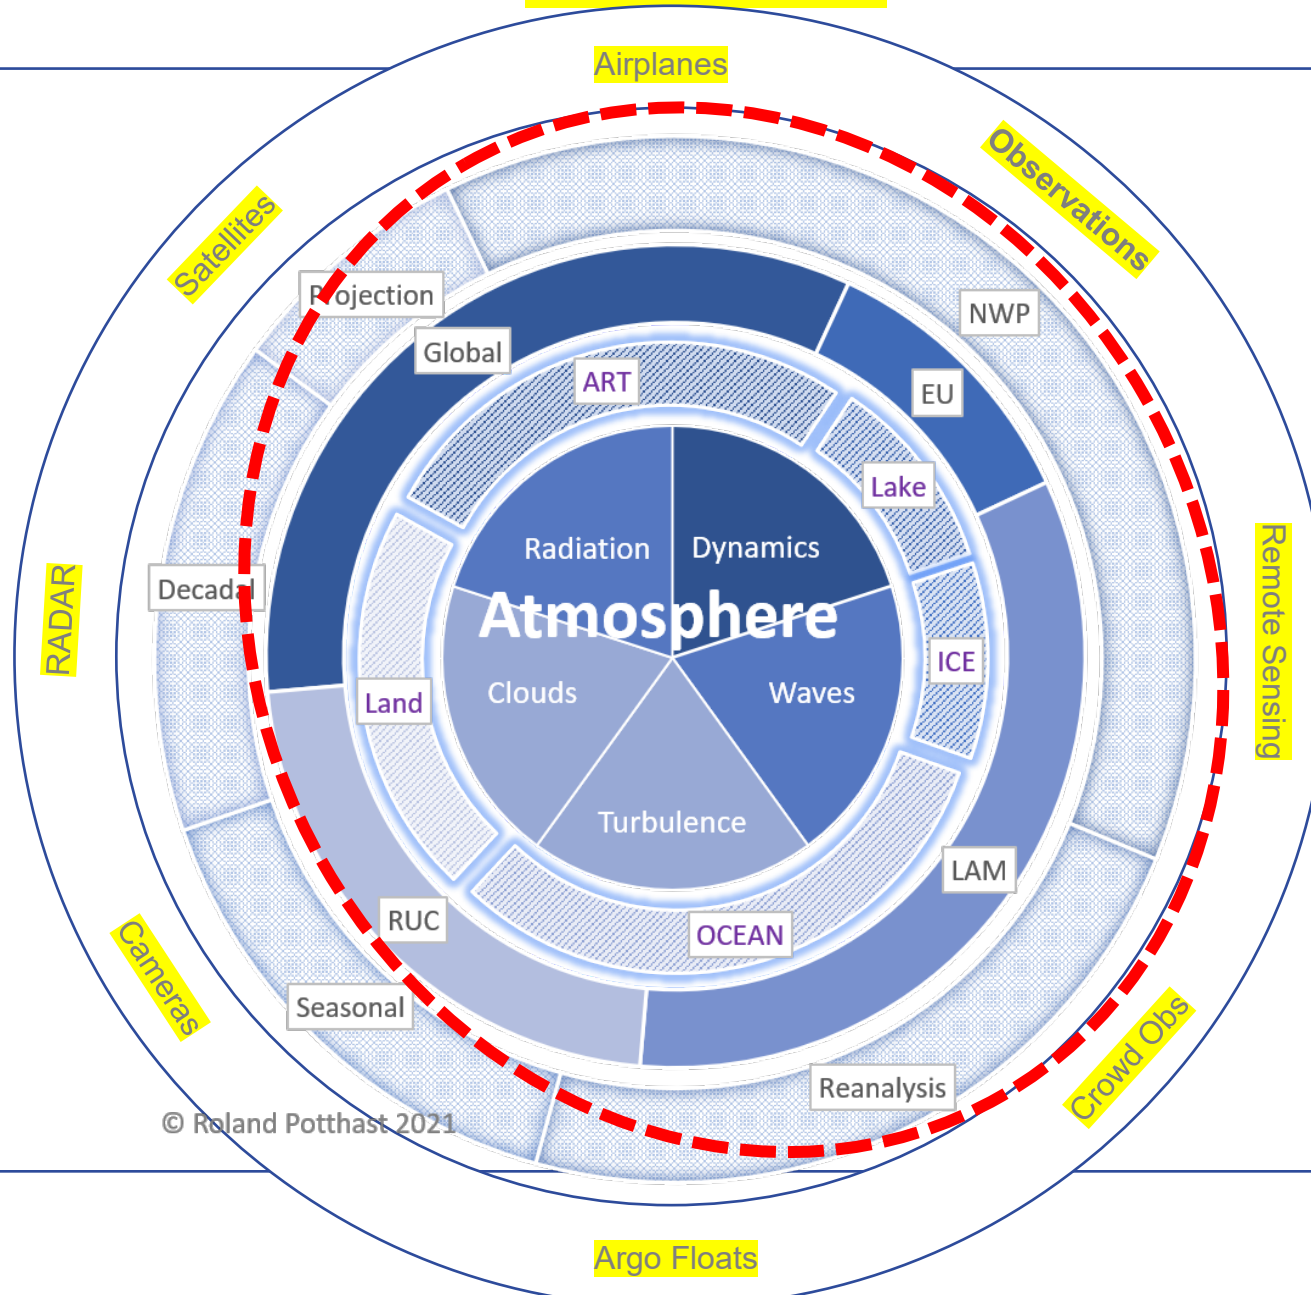 Airplanes
Observations
Satellites
Projection
NWP
Global
ART
EU
Lake
Radiation
Dynamics
Remote Sensing
RADAR
Decadal
Atmosphere
ICE
Land
Clouds
Waves
Turbulence
LAM
RUC
OCEAN
Cameras
Seasonal
Crowd Obs
Reanalysis
© Roland Potthast 2021
Argo Floats